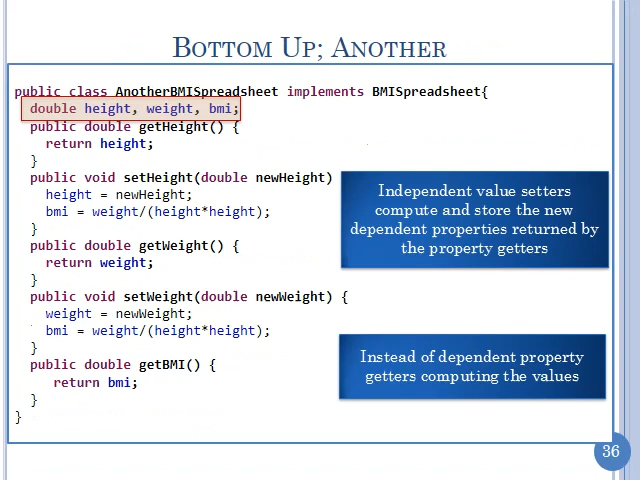 BOTTOM UP; ANOTHER
public class AnotherBMISpreadsheet implements BMISpreadsheet{
double height, weight, bmi;
public double getHeight() {
return height;
}
public void setHeight(double newHeight)
height = newHeight;
bmi = weight/(height*height);
}
public double getWeight() {
return weight;
}
public void setWeight(double newWeight) {
weight = newWeight;
bmi = weight/(height*height);
}
public double getBMI() {
return bmi;
}
}
Independent value setters
compute and store the new
dependent properties returned by
the property getters
Instead of dependent property
getters computing the values
36